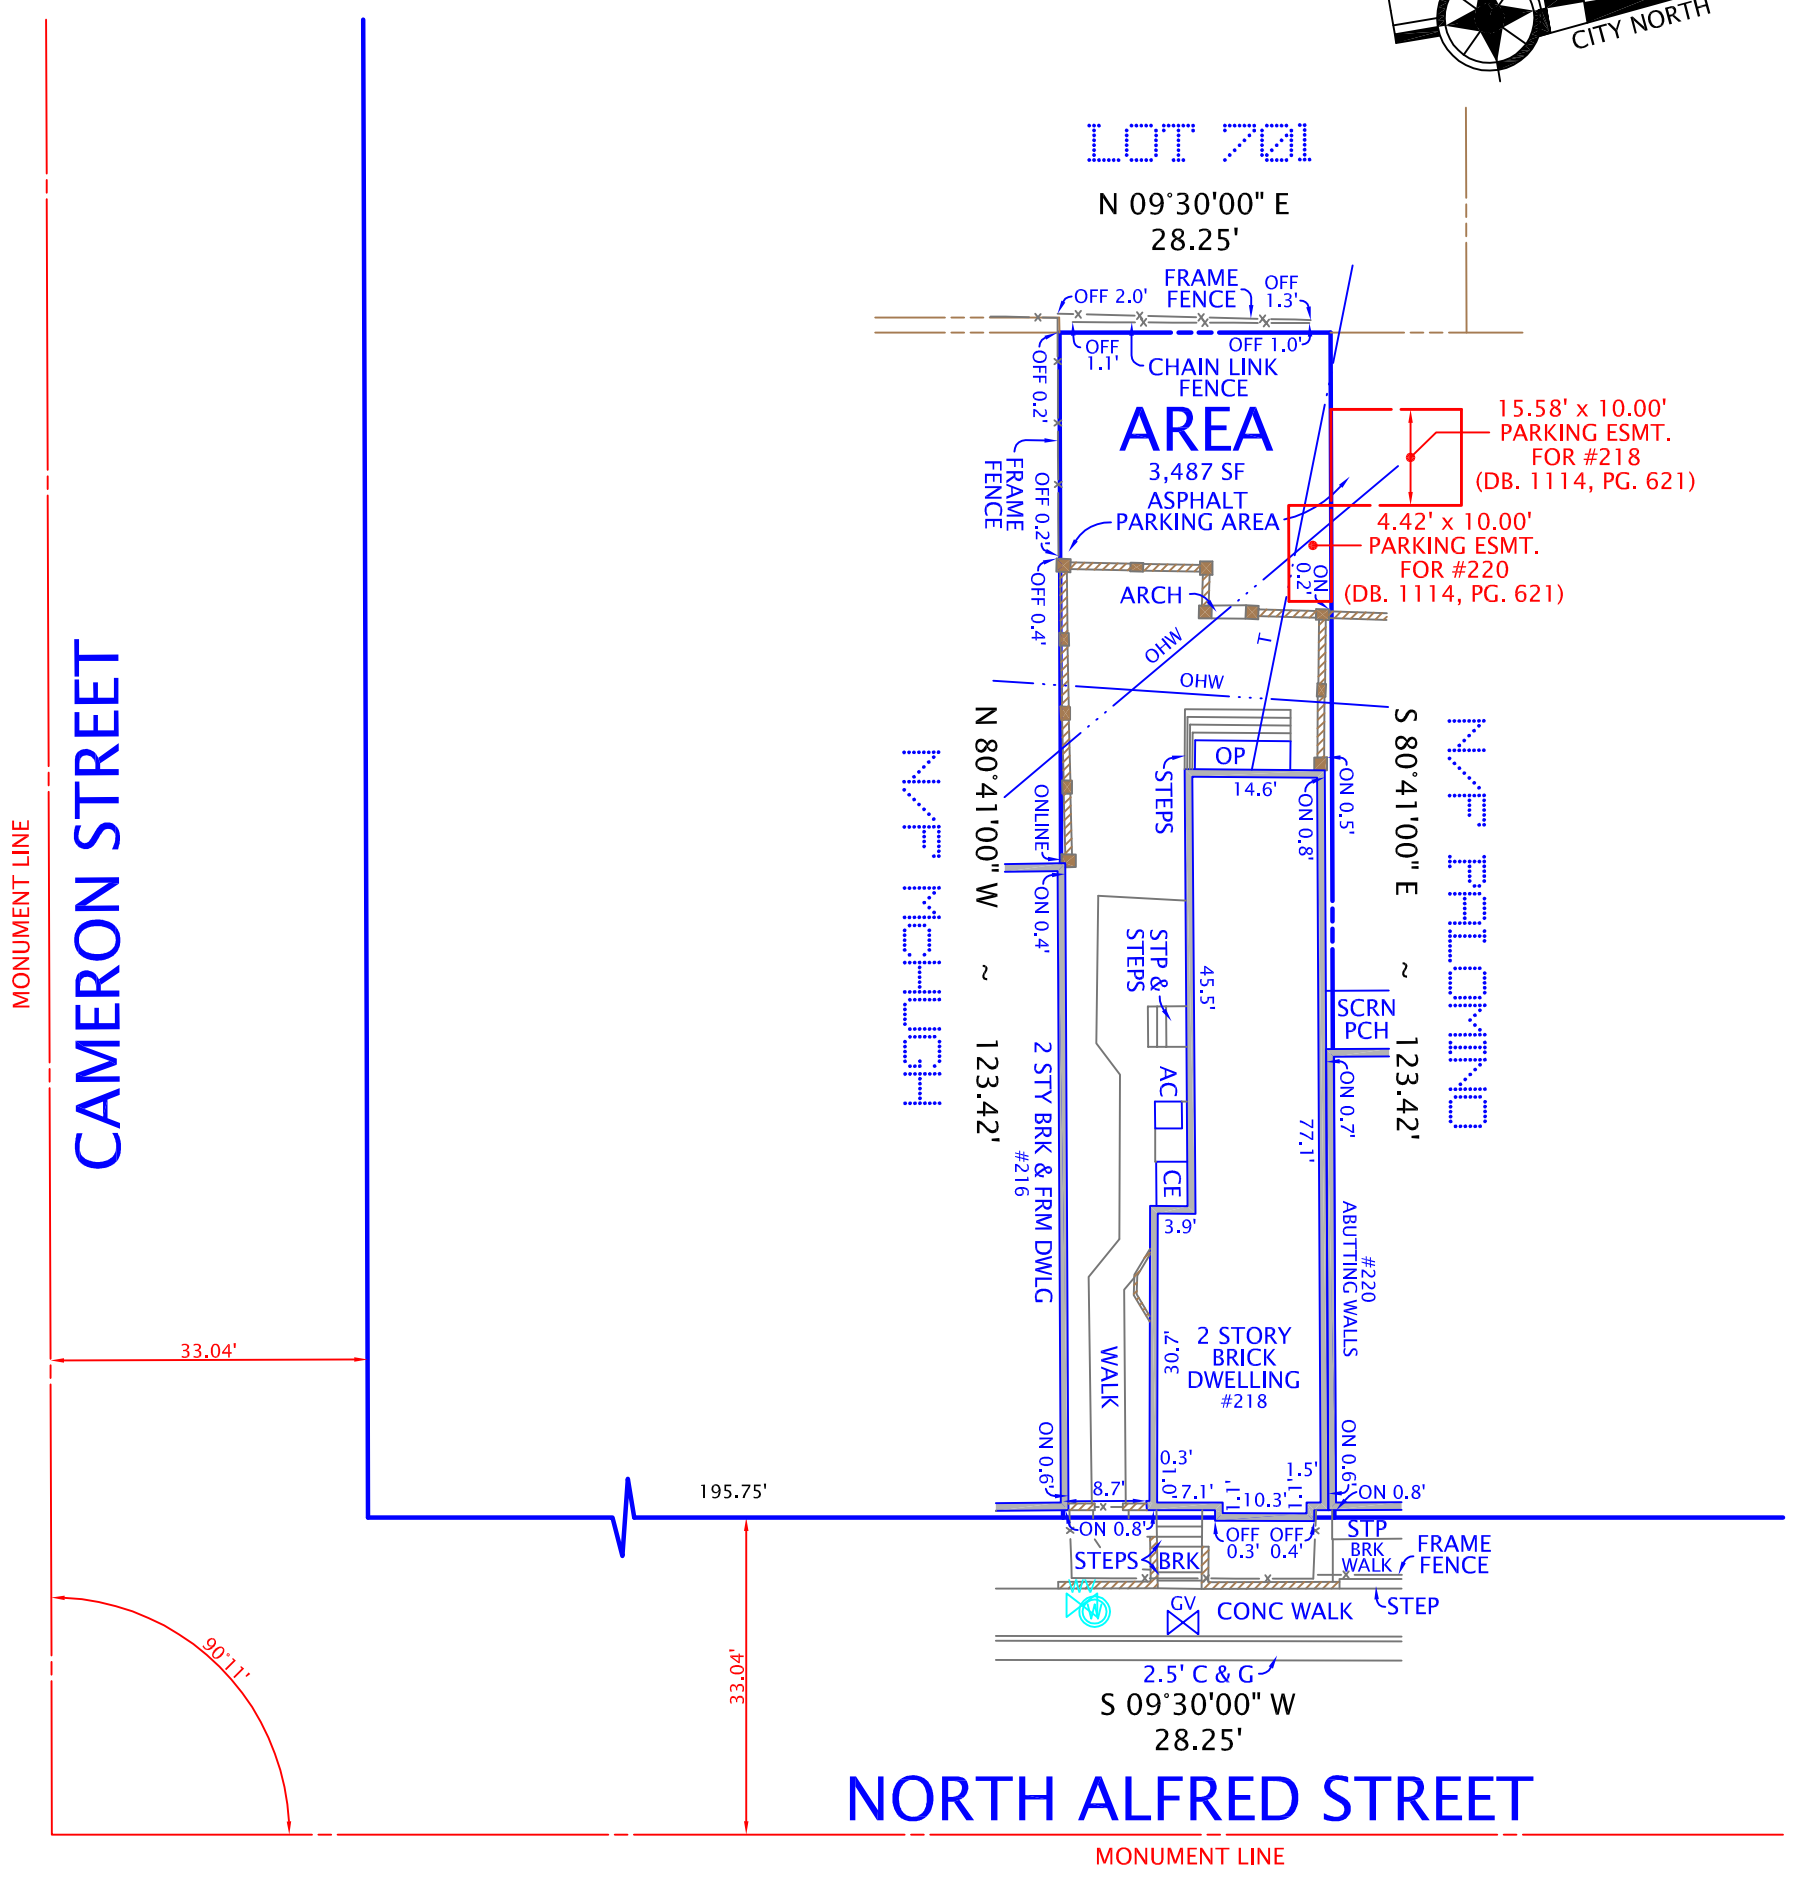 CITY NORTH
LOT 701
N 09°30'00" E
28.25'
FRAME
FENCE
OFF
1.3'
OFF 2.0'
OFF
1.1'
OFF 1.0'
CHAIN LINK
FENCE
OFF 0.2'
AREA
3,487 SF
ASPHALT
PARKING AREA
FRAME
FENCE
OFF 0.2'
15.58' x 10.00'
PARKING ESMT.
FOR #218
(DB. 1114, PG. 621)
4.42' x 10.00'
PARKING ESMT.
FOR #220
(DB. 1114, PG. 621)
ON
0.2'
ARCH
OFF 0.4'
OHW
T
OHW
CAMERON STREET
MONUMENT LINE
N/F MCHUGH
N 80°41'00" W ~ 123.42'
S 80°41'00" E ~ 123.42'
N/F PALOMINO
OP
STEPS
14.6'
ON 0.8'
ON 0.5'
ONLINE
ON 0.4'
STP &
STEPS
45.5'
SCRN
PCH
AC
CE
3.9'
77.1'
ON 0.7'
2 STY BRK & FRM DWLG
#216
#220
ABUTTING WALLS
WALK
30.7'
2 STORY
BRICK
DWELLING
#218
33.04'
195.75'
ON 0.6'
8.7'
0.3'
1.0'
7.1'
1.1'
10.3'
1.1'
1.5'
ON 0.6'
ON 0.8'
ON 0.8'
OFF
0.3'
OFF
0.4'
STEPS
BRK
STP
BRK
WALK
FRAME
FENCE
WV
W
GV
CONC WALK
STEP
2.5' C & G
S 09°30'00" W
28.25'
90°11'
33.04'
NORTH ALFRED STREET
MONUMENT LINE